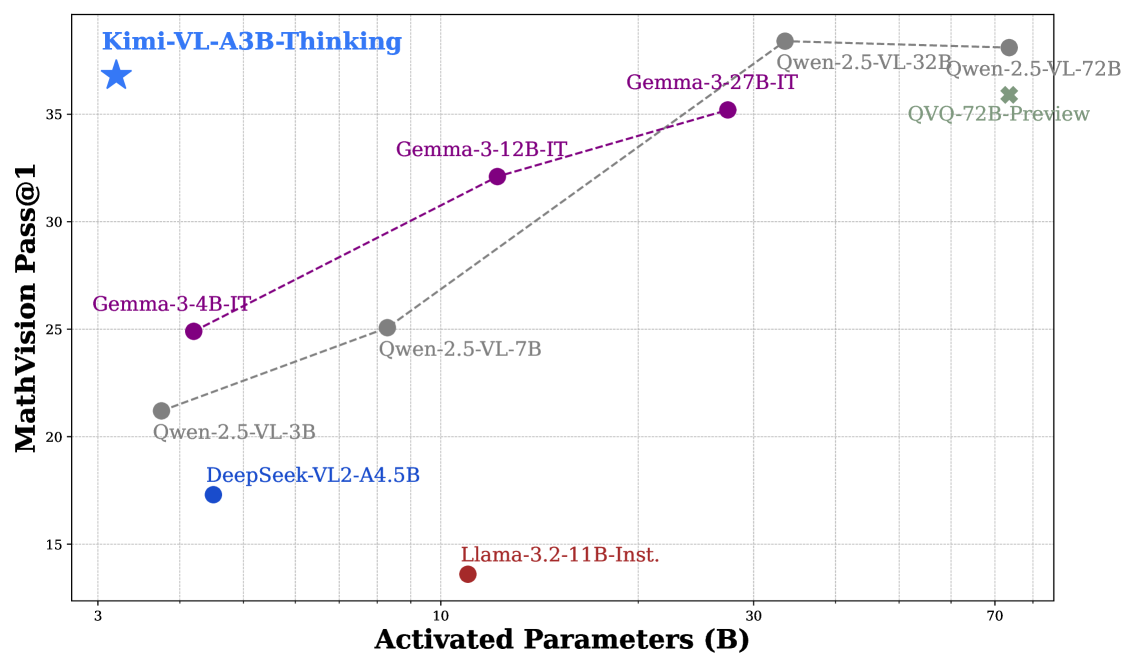 Kimi-VL-A3B-Thinking
Qwen-2.5-VL-32B
Qwen-2.5-VL-72B
Gemma-3-27B-IT
QVQ-72B-Preview
Gemma-3-12B-IT
Gemma-3-4B-IT
Qwen-2.5-VL-7B
Qwen-2.5-VL-3B
DeepSeek-VL2-A4.5B
Llama-3.2-11B-Inst.
MathVision Pass@1
35
30
25
20
15
3
10
30
70
Activated Parameters (B)